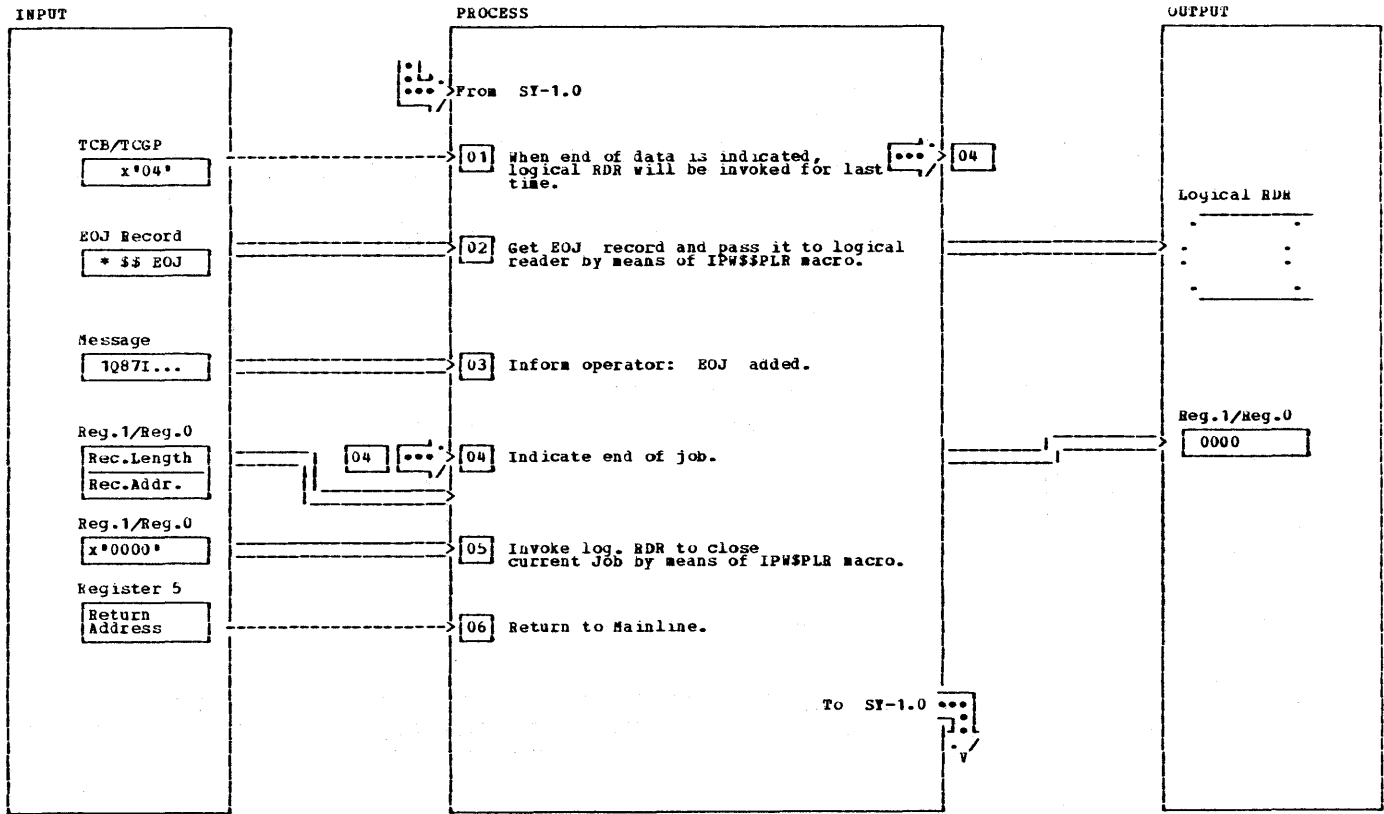 INPUT
PROCESS
OUTPUT
From SY-1.0
TCB/TCGP
x'04'
01 When end of data is indicated,
logical RDR will be invoked for last
time.
04
Logical RDR
EOJ Record
* $$ EOJ
02 Get EOJ record and pass it to logical
reader by means of IPW$$PLR macro.
Message
1Q87I...
03 Inform operator: EOJ added.
Reg.1/Reg.0
Rec.Length
Rec.Addr.
04
04 Indicate end of job.
Reg.1/Reg.0
0000
Reg.1/Reg.0
x'0000'
05 Invoke log. RDR to close
current Job by means of IPW$PLR macro.
Register 5
Return
Address
06 Return to Mainline.
To SY-1.0